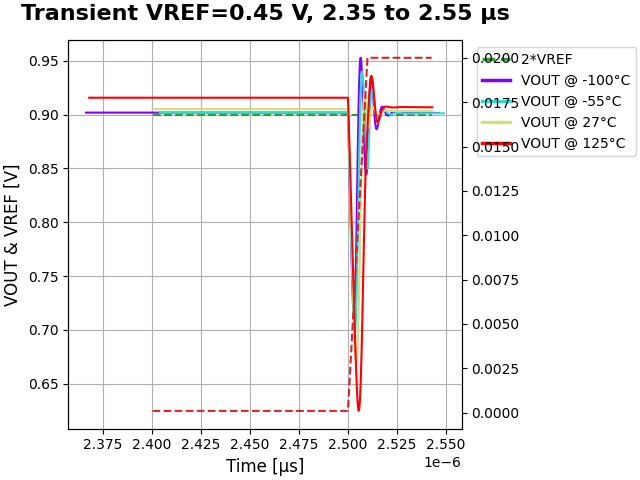 Transient VREF=0.45 V, 2.35 to 2.55 μs
VOUT & VREF [V]
0.95
0.90
0.85
0.80
0.75
0.70
0.65
2.375
2.400
2.425
2.450
2.475
2.500
2.525
2.550
1e−6
Time [μs]
0.0200
0.0175
0.0150
0.0125
0.0100
0.0075
0.0050
0.0025
0.0000
2*VREF
VOUT @ -100°C
VOUT @ -55°C
VOUT @ 27°C
VOUT @ 125°C